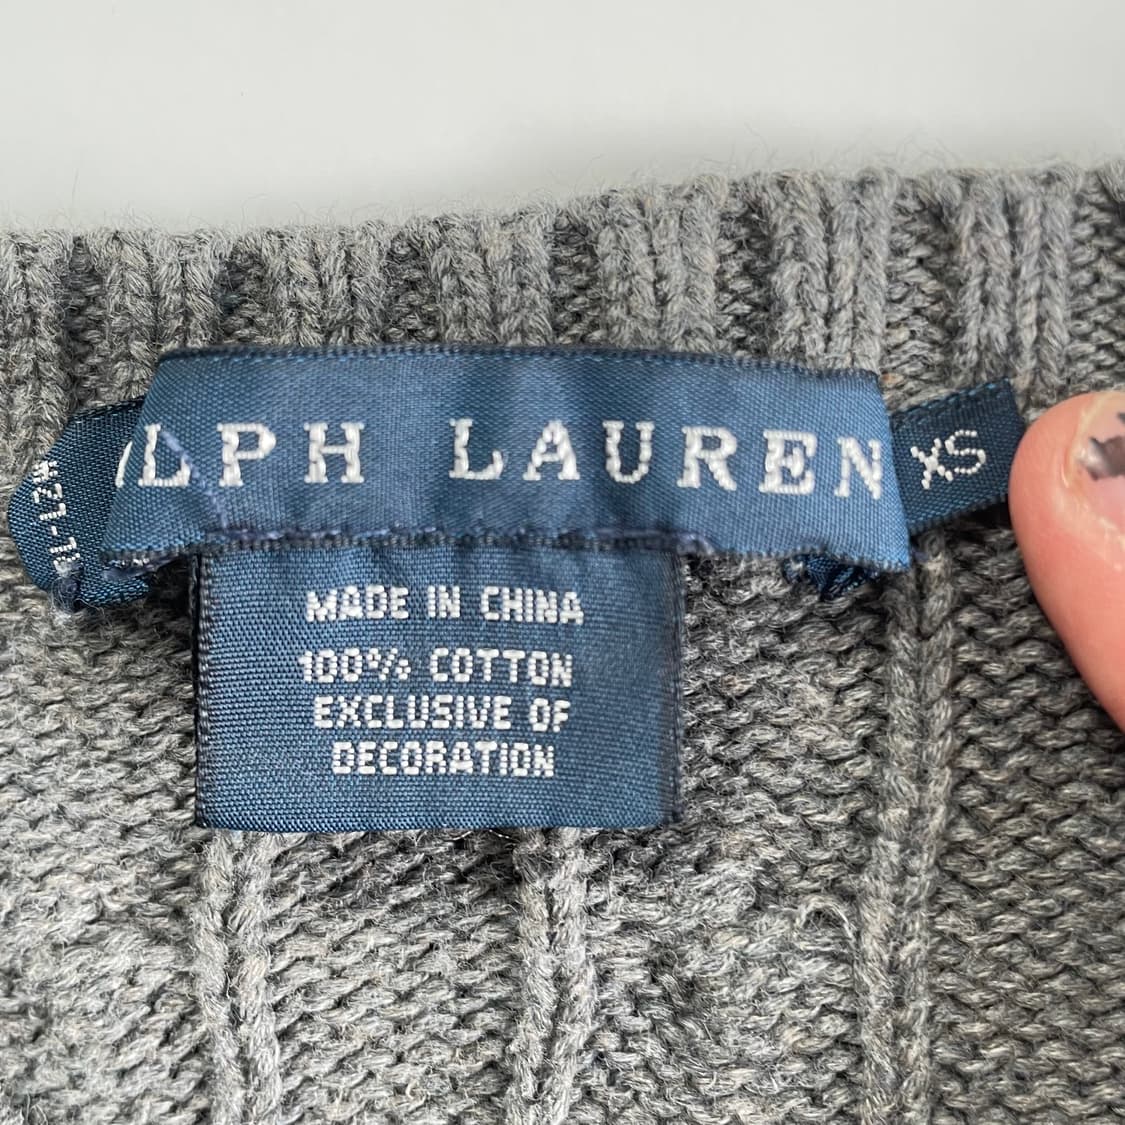 LPH LAUREN
XS
MADE IN CHINA
100% COTTON
EXCLUSIVE OF
DECORATION